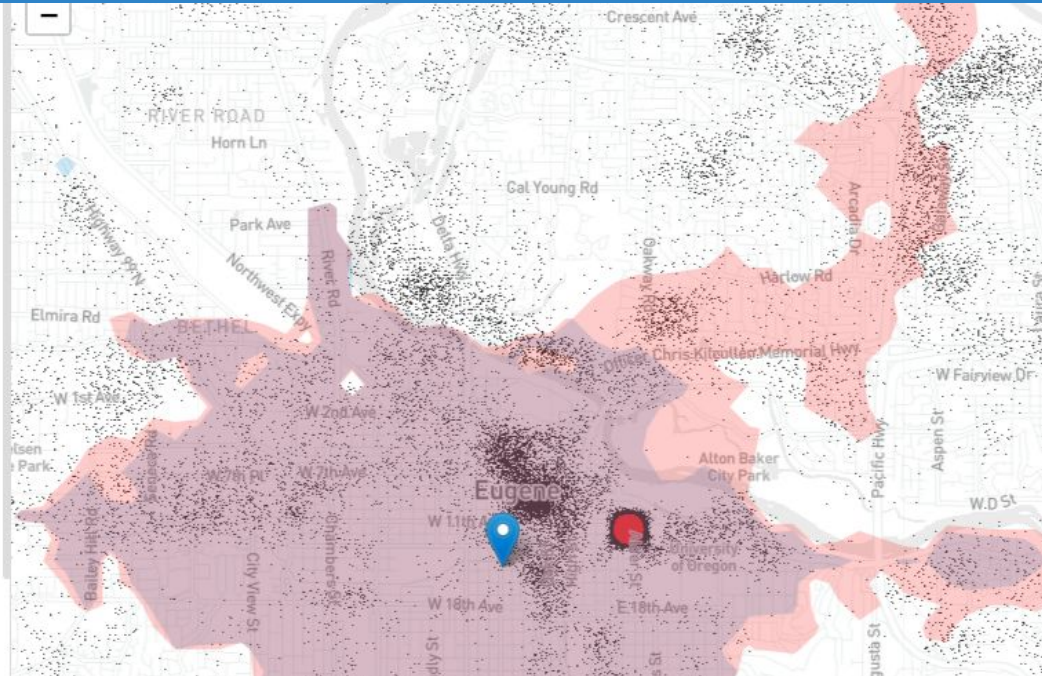 −
Crescent Ave
RIVER ROAD
Horn Ln
Cal Young Rd
Highway 99 N
Park Ave
Delta Hwy
Northwest Expy
River Rd
Oakway Rd
Arcadia Dr
Harlow Rd
Elmira Rd
BETHEL
Officer Chris Kilcullen Memorial Hwy
W Fairview Dr
W 1st Ave
W 2nd Ave
Aspen St
Pacific Hwy
Park
W 7th Pl
W 7th Ave
Alton Baker
City Park
Eugene
W.D St
W 11th A
Bailey Hill Rd
City View St
Chambers St
University
of Oregon
W 18th Ave
E 18th Ave